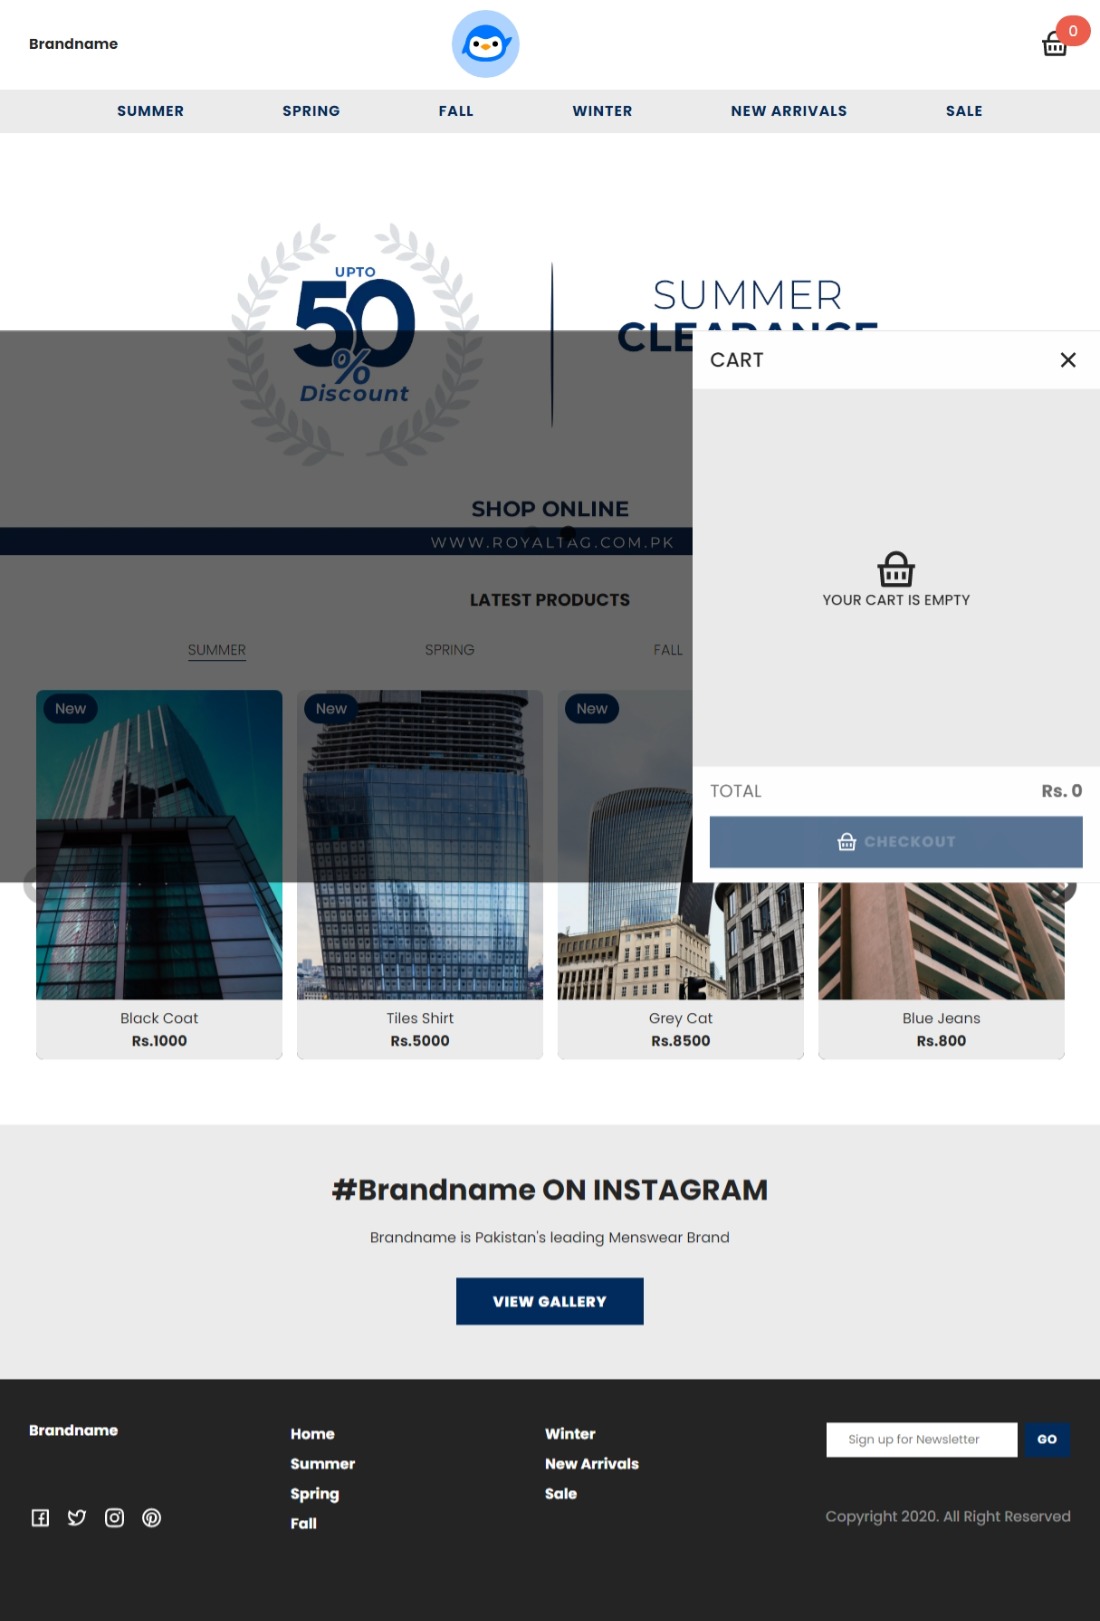 Brandname
0
SUMMER SPRING FALL WINTER NEW ARRIVALS SALE
UPTO
50
%
Discount
SUMMER
CLEARANCE
CART
YOUR CART IS EMPTY
TOTAL Rs. 0
CHECKOUT
SHOP ONLINE
WWW.ROYALTAG.COM.PK
LATEST PRODUCTS
SUMMER SPRING FALL
New New New
Black Coat Tiles Shirt Grey Cat Blue Jeans
Rs.1000 Rs.5000 Rs.8500 Rs.800
#Brandname ON INSTAGRAM
Brandname is Pakistan's leading Menswear Brand
VIEW GALLERY
Brandname
Home
Summer
Spring
Fall
Winter
New Arrivals
Sale
Sign up for Newsletter GO
Copyright 2020. All Right Reserved